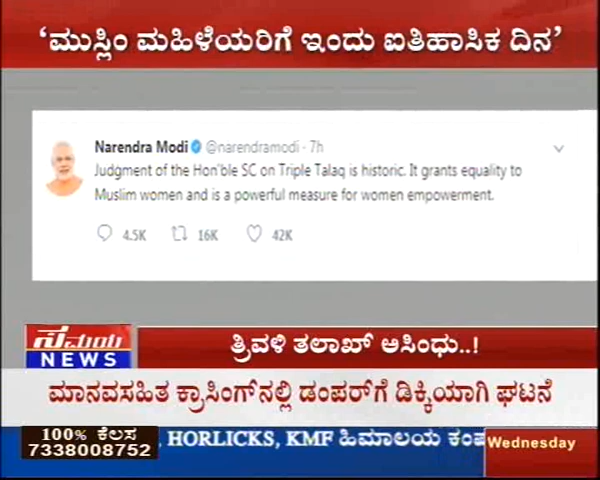 ‘ಮುಸ್ಲಿಂ ಮಹಿಳೆಯರಿಗೆ ಇಂದು ಐತಿಹಾಸಿಕ ದಿನ’
Narendra Modi @narendramodi · 7h
Judgment of the Hon'ble SC on Triple Talaq is historic. It grants equality to
Muslim women and is a powerful measure for women empowerment.
4.5K 16K 42K
ಸಮಯ
NEWS
ತ್ರಿವಳಿ ತಲಾಖ್ ಅಸಿಂಧು..!
ಮಾನವಸಹಿತ ಕ್ರಾಸಿಂಗ್‌ನಲ್ಲಿ ಡಂಪರ್‌ಗೆ ಡಿಕ್ಕಿಯಾಗಿ ಘಟನೆ
100% ಕೆಲಸ
7338008752
, HORLICKS, KMF ಹಿಮಾಲಯ ಕಂಪ
Wednesday